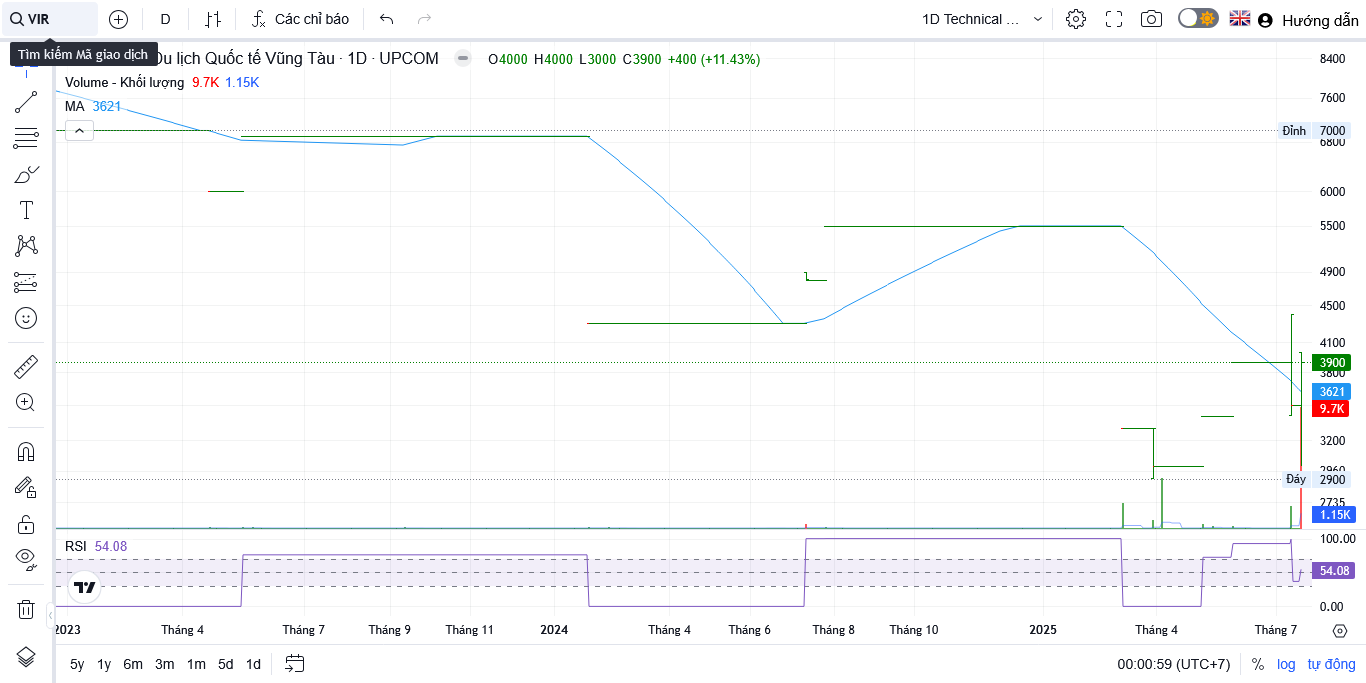 VIR
D
Các chỉ báo
1D Technical ...
Hướng dẫn
Tìm kiếm Mã giao dịch
Du lịch Quốc tế Vũng Tàu · 1D · UPCOM
O4000 H4000 L3000 C3900 +400 (+11.43%)
Volume - Khối lượng 9.7K 1.15K
MA 3621
8400
7600
Đỉnh 7000
6800
6000
5500
4900
4500
4100
3900
3800
3621
9.7K
3200
2960
Đáy 2900
2735
1.15K
RSI 54.08
100.00
54.08
0.00
2023 Tháng 4 Tháng 7 Tháng 9 Tháng 11 2024 Tháng 4 Tháng 6 Tháng 8 Tháng 10 2025 Tháng 4 Tháng 7
5y 1y 6m 3m 1m 5d 1d
00:00:59 (UTC+7) % log tự động